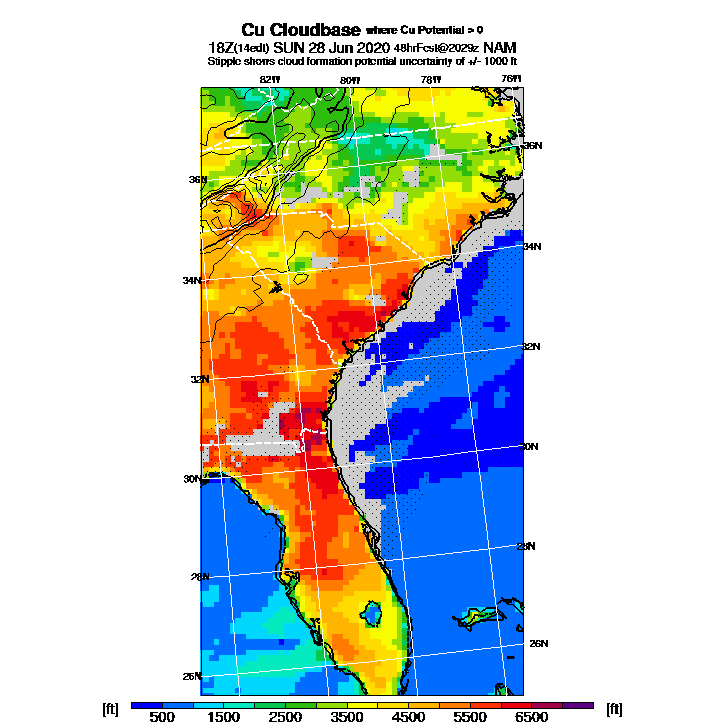 Cu Cloudbase where Cu Potential > 0
18Z(14edt) SUN 28 Jun 2020 48hrFcst@2029z NAM
Stipple shows cloud formation potential uncertainty of +/- 1000 ft
82W 80W 78W 76W
36N
36N
34N
34N
32N
32N
30N
30N
28N
28N
26N
26N
[ft] 500 1500 2500 3500 4500 5500 6500 [ft]